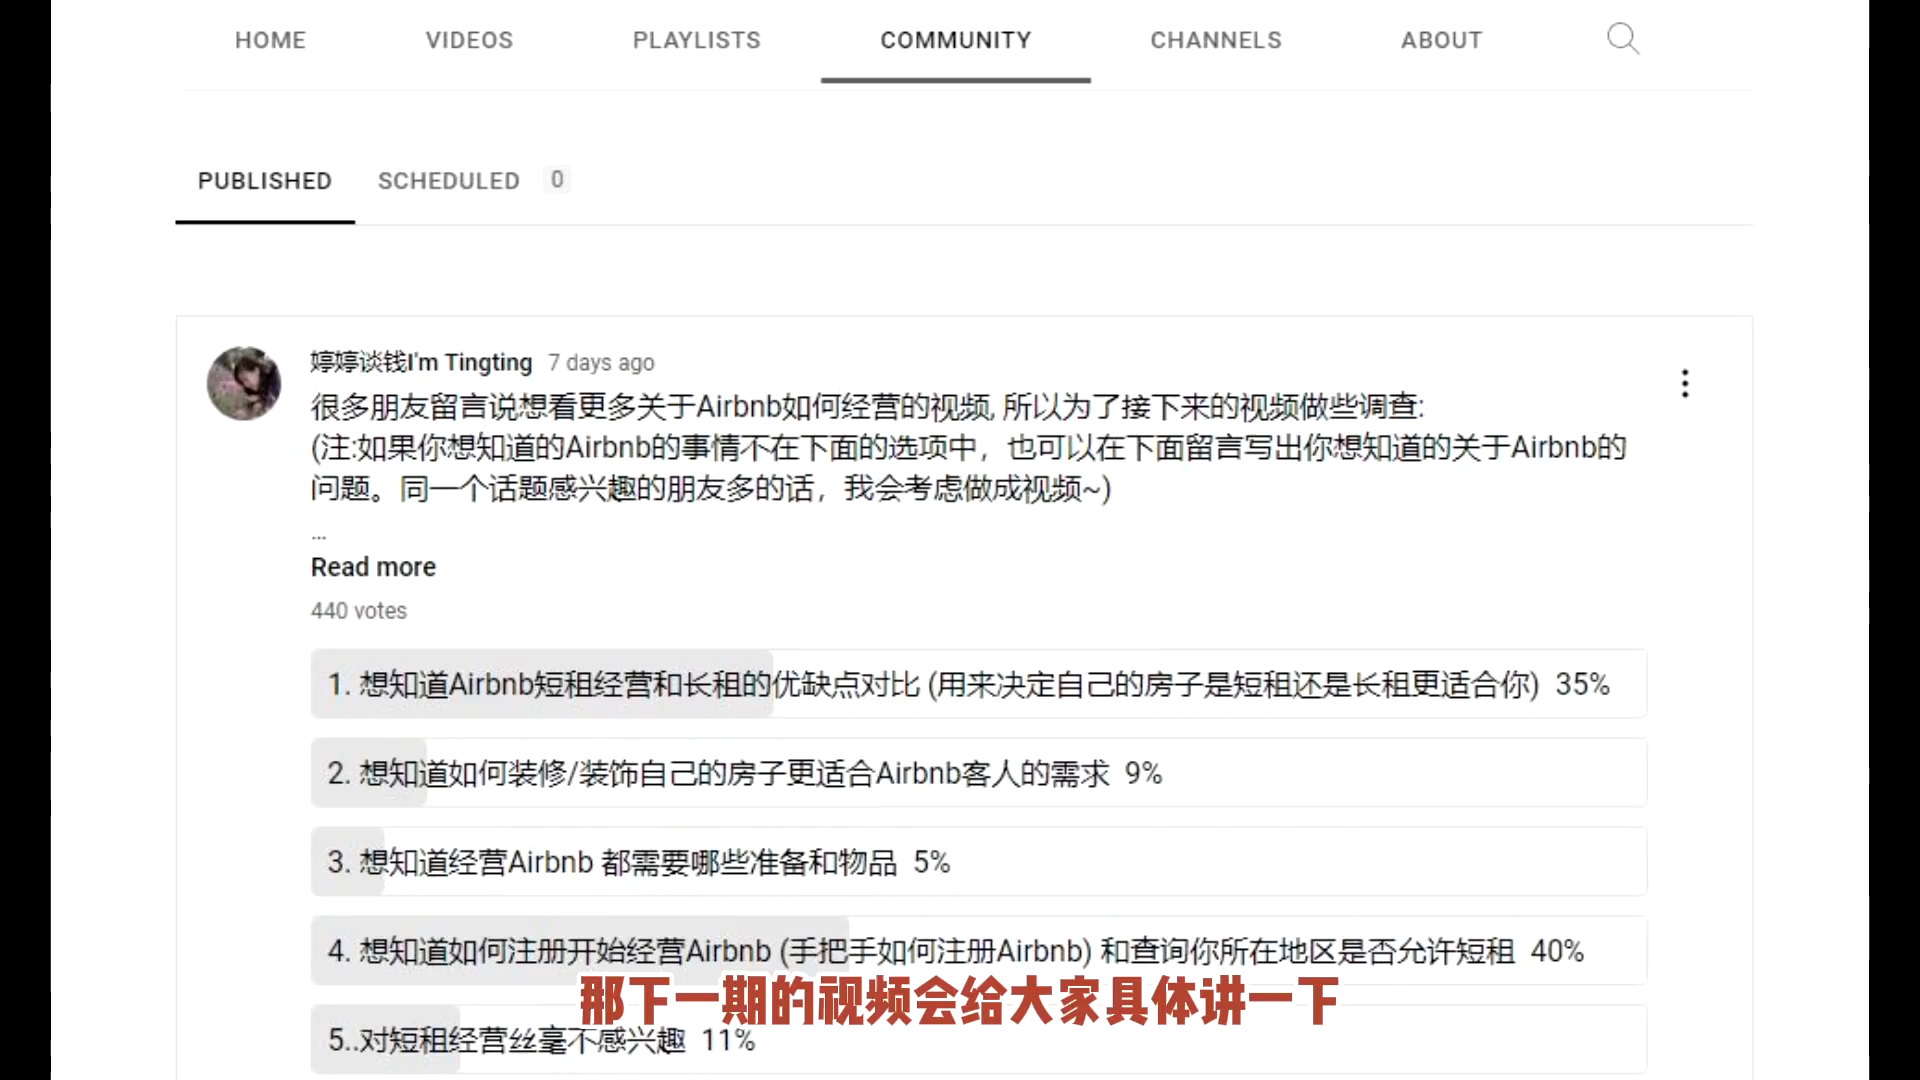 HOME VIDEOS PLAYLISTS COMMUNITY CHANNELS ABOUT
PUBLISHED SCHEDULED 0
婷婷谈钱I'm Tingting 7 days ago
很多朋友留言说想看更多关于Airbnb如何经营的视频, 所以为了接下来的视频做些调查:
(注:如果你想知道的Airbnb的事情不在下面的选项中，也可以在下面留言写出你想知道的关于Airbnb的
问题。同一个话题感兴趣的朋友多的话，我会考虑做成视频~)
...
Read more
440 votes
1. 想知道Airbnb短租经营和长租的优缺点对比 (用来决定自己的房子是短租还是长租更适合你) 35%
2. 想知道如何装修/装饰自己的房子更适合Airbnb客人的需求 9%
3. 想知道经营Airbnb 都需要哪些准备和物品 5%
4. 想知道如何注册开始经营Airbnb (手把手如何注册Airbnb) 和查询你所在地区是否允许短租 40%
那下一期的视频会给大家具体讲一下
5..对短租经营丝毫不感兴趣 11%